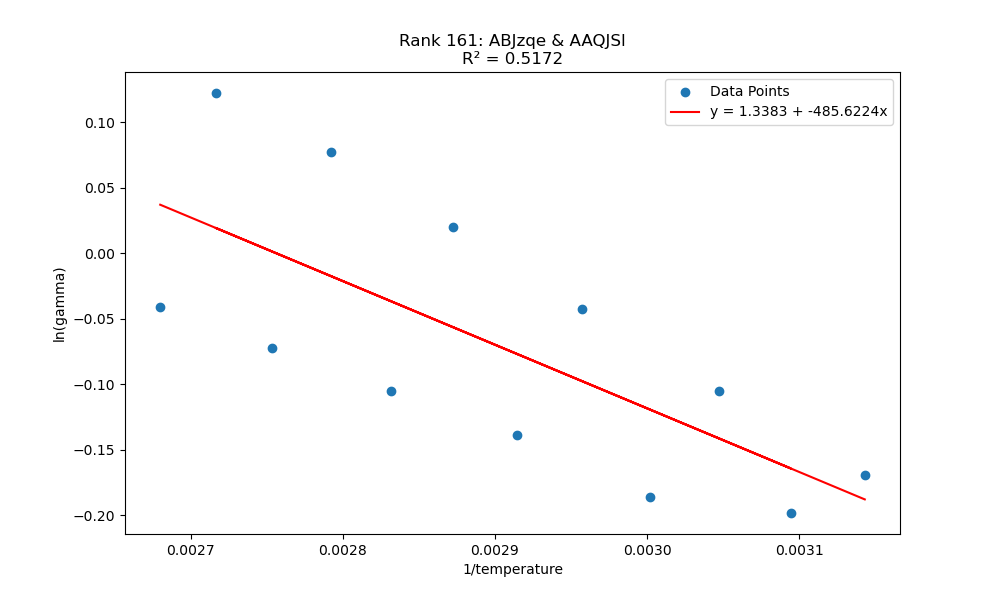 Rank 161: ABJzqe & AAQJSI
R² = 0.5172
Data Points
y = 1.3383 + -485.6224x
ln(gamma)
0.10
0.05
0.00
−0.05
−0.10
−0.15
−0.20
0.0027 0.0028 0.0029 0.0030 0.0031
1/temperature